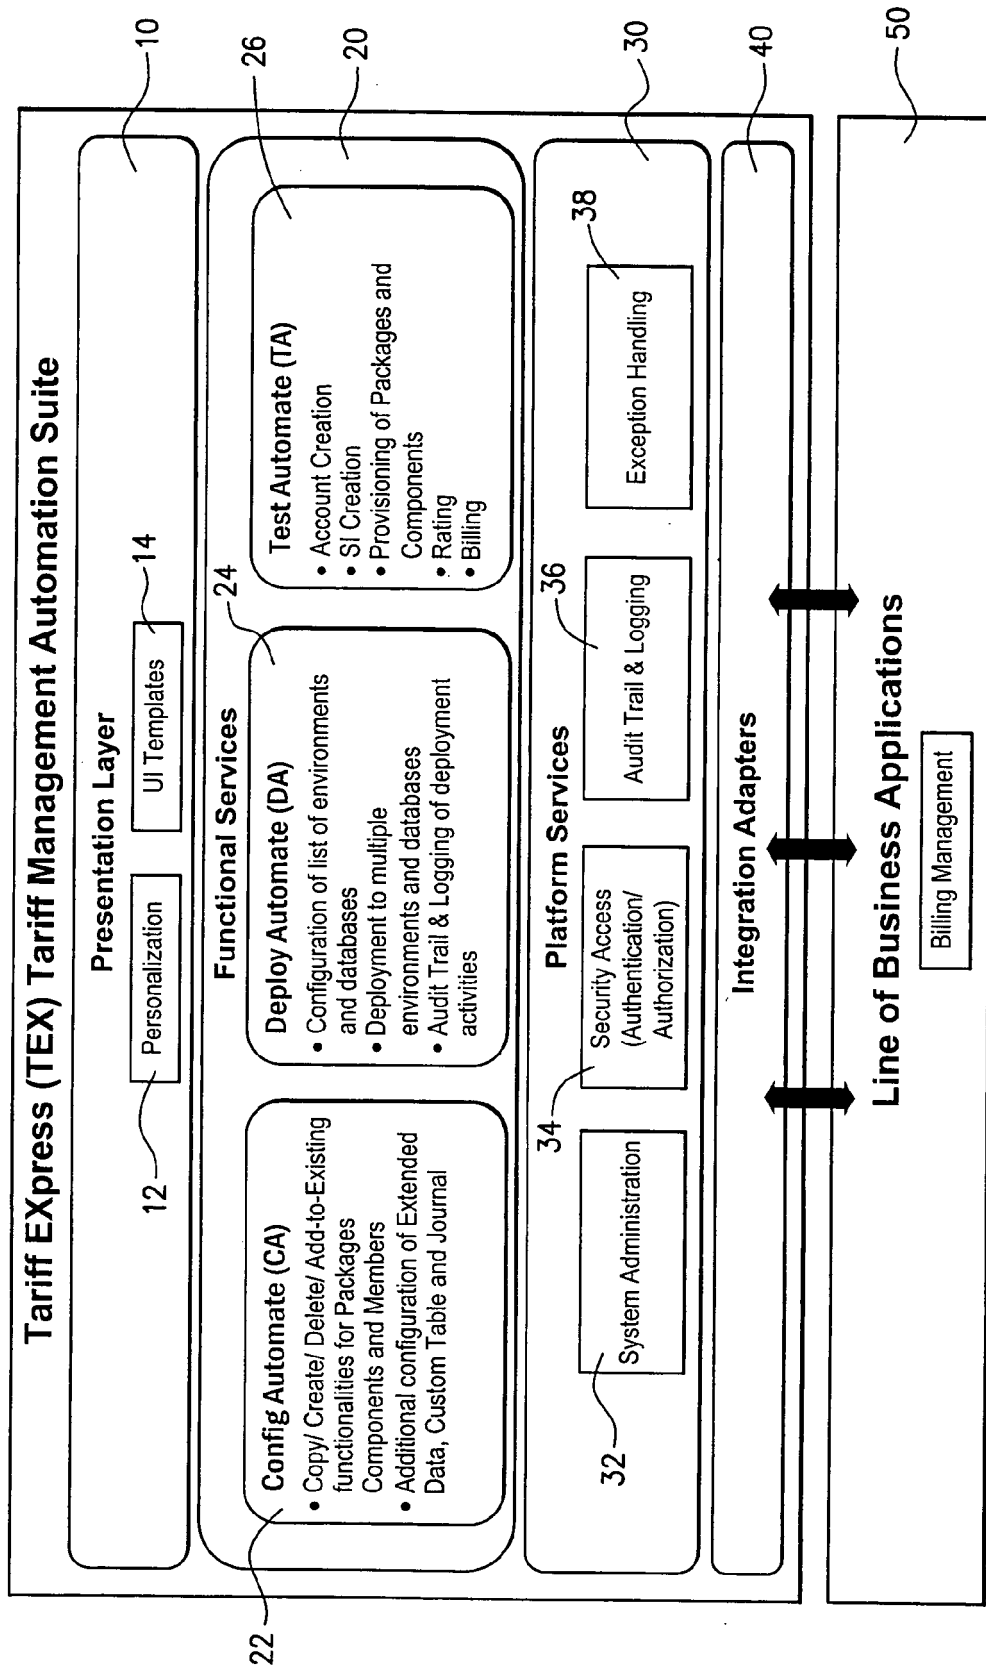 Tariff EXpress (TEX) Tariff Management Automation Suite
10
Presentation Layer
12
Personalization
UI Templates
14
20
Functional Services
22
Config Automate (CA)
• Copy/ Create/ Delete/ Add-to-Existing
functionalities for Packages
Components and Members
• Additional configuration of Extended
Data, Custom Table and Journal
24
Deploy Automate (DA)
• Configuration of list of environments
and databases
• Deployment to multiple
environments and databases
• Audit Trail & Logging of deployment
activities
26
Test Automate (TA)
• Account Creation
• SI Creation
• Provisioning of Packages and
Components
• Rating
• Billing
30
Platform Services
32
System Administration
34
Security Access
(Authentication/
Authorization)
36
Audit Trail & Logging
38
Exception Handling
40
Integration Adapters
50
Line of Business Applications
Billing Management